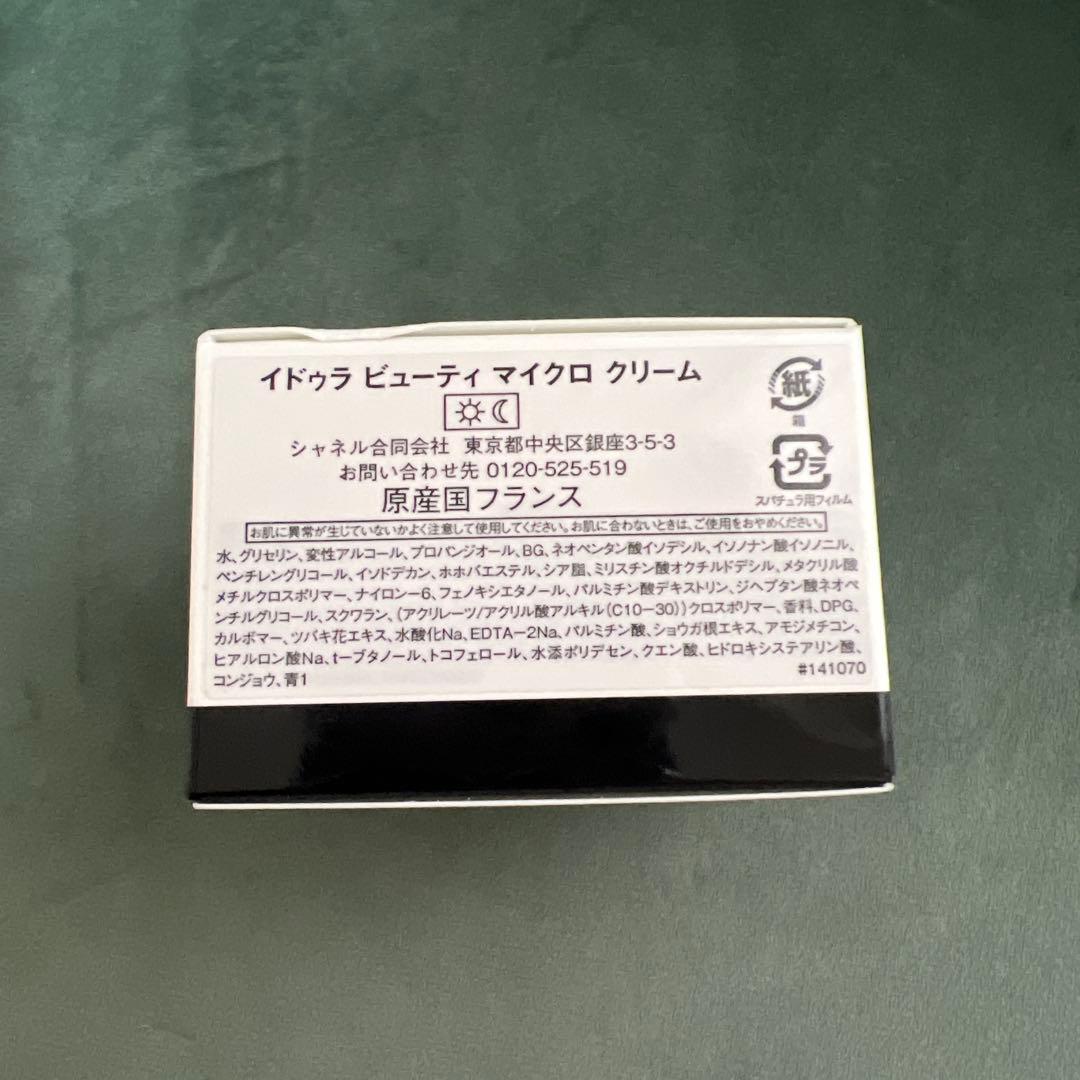 イドゥラ ビューティ マイクロ クリーム
シャネル合同会社 東京都中央区銀座3-5-3
お問い合わせ先 0120-525-519
原産国フランス
紙
箱
プラ
スパチュラ用フィルム
お肌に異常が生じていないかよく注意して使用してください。お肌に合わないときは、ご使用をおやめください。
水、グリセリン、変性アルコール、プロパンジオール、BG、ネオペンタン酸イソデシル、イソノナン酸イソノニル、
ペンチレングリコール、イソドデカン、ホホバエステル、シア脂、ミリスチン酸オクチルドデシル、メタクリル酸
メチルクロスポリマー、ナイロン-6、フェノキシエタノール、パルミチン酸デキストリン、ジヘプタン酸ネオペ
ンチルグリコール、スクワラン、(アクリレーツ/アクリル酸アルキル(C10-30))クロスポリマー、香料、DPG、
カルボマー、ツバキ花エキス、水酸化Na、EDTA-2Na、パルミチン酸、ショウガ根エキス、アモジメチコン、
ヒアルロン酸Na、t-ブタノール、トコフェロール、水添ポリデセン、クエン酸、ヒドロキシステアリン酸、
コンジョウ、青1
#141070